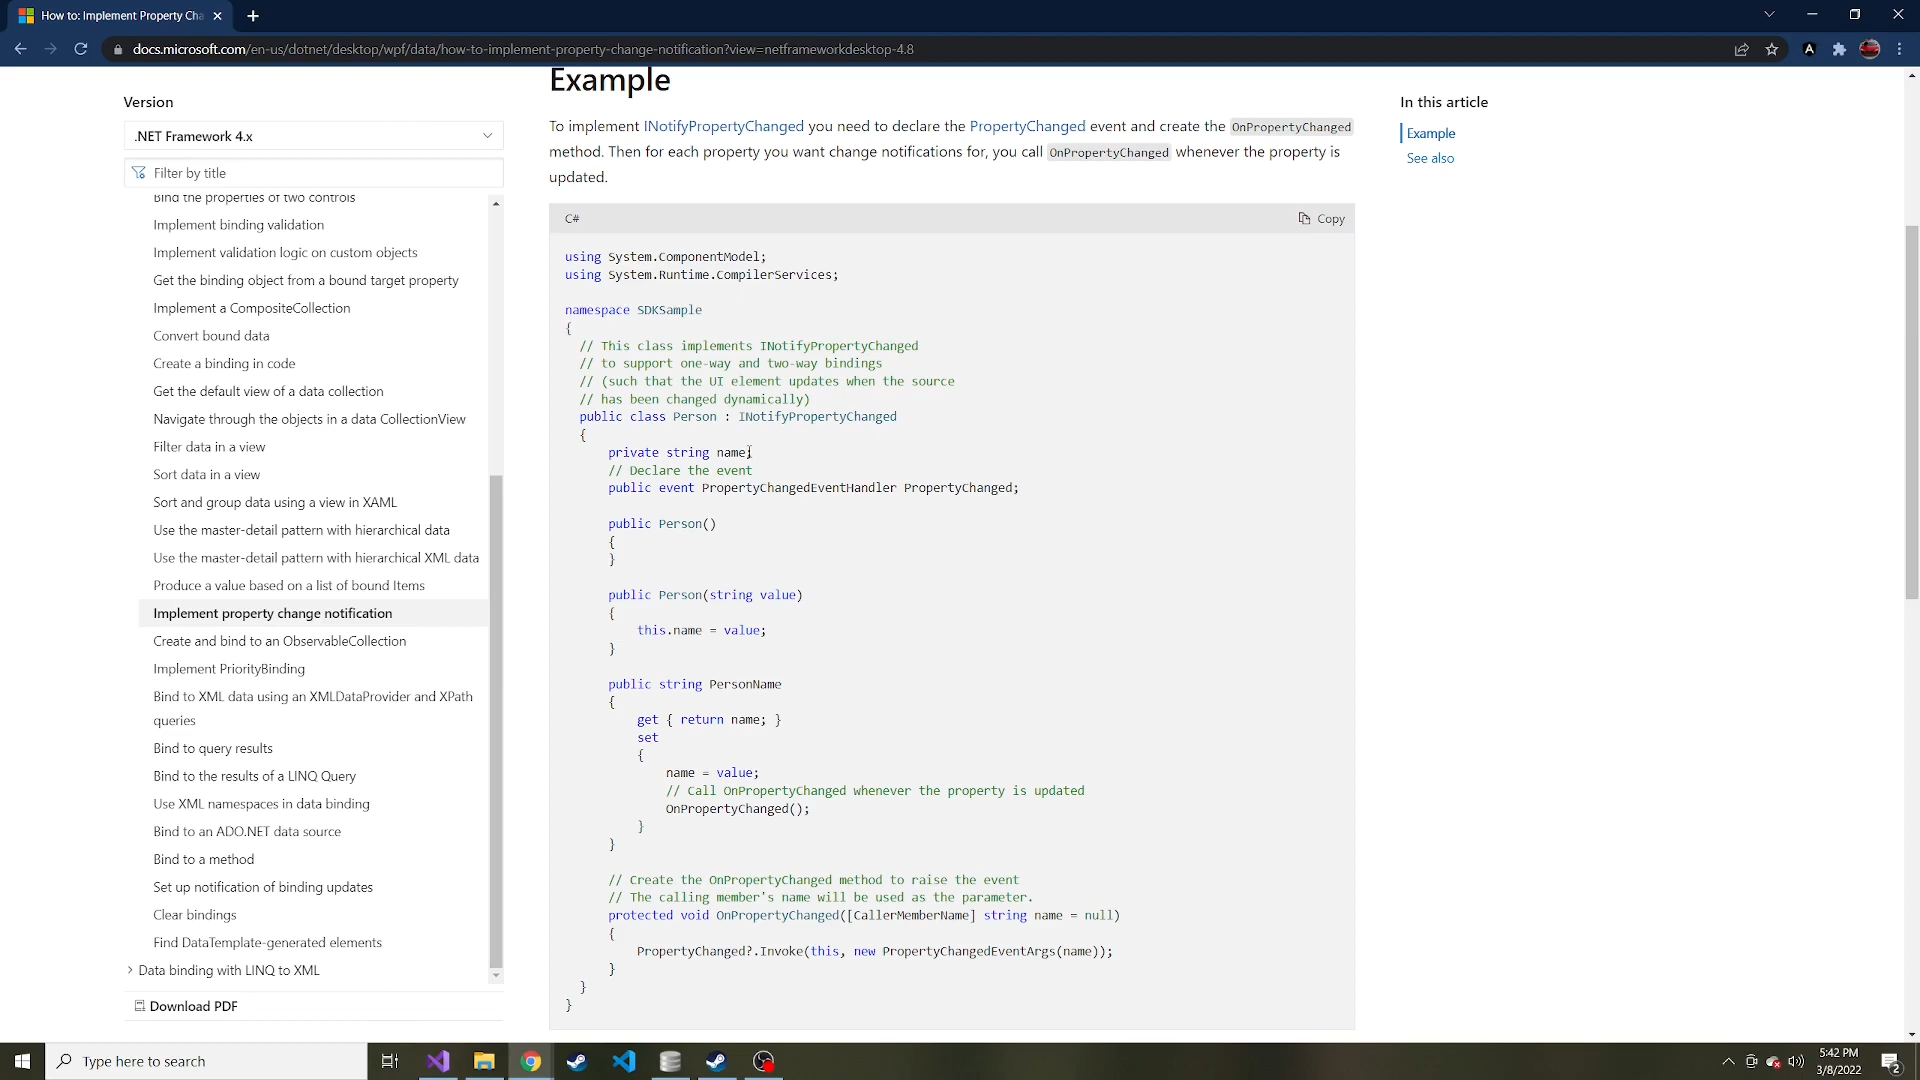 How to: Implement Property Cha
docs.microsoft.com/en-us/dotnet/desktop/wpf/data/how-to-implement-property-change-notification?view=netframeworkdesktop-4.8
Version
.NET Framework 4.x
Filter by title
Bind the properties of two controls
Implement binding validation
Implement validation logic on custom objects
Get the binding object from a bound target property
Implement a CompositeCollection
Convert bound data
Create a binding in code
Get the default view of a data collection
Navigate through the objects in a data CollectionView
Filter data in a view
Sort data in a view
Sort and group data using a view in XAML
Use the master-detail pattern with hierarchical data
Use the master-detail pattern with hierarchical XML data
Produce a value based on a list of bound Items
Implement property change notification
Create and bind to an ObservableCollection
Implement PriorityBinding
Bind to XML data using an XMLDataProvider and XPath
queries
Bind to query results
Bind to the results of a LINQ Query
Use XML namespaces in data binding
Bind to an ADO.NET data source
Bind to a method
Set up notification of binding updates
Clear bindings
Find DataTemplate-generated elements
Data binding with LINQ to XML
Download PDF
Example
To implement INotifyPropertyChanged you need to declare the PropertyChanged event and create the OnPropertyChanged
method. Then for each property you want change notifications for, you call OnPropertyChanged whenever the property is
updated.
C#
Copy
using System.ComponentModel;
using System.Runtime.CompilerServices;
namespace SDKSample
{
// This class implements INotifyPropertyChanged
// to support one-way and two-way bindings
// (such that the UI element updates when the source
// has been changed dynamically)
public class Person : INotifyPropertyChanged
{
private string name;
// Declare the event
public event PropertyChangedEventHandler PropertyChanged;
public Person()
{
}
public Person(string value)
{
this.name = value;
}
public string PersonName
{
get { return name; }
set
{
name = value;
// Call OnPropertyChanged whenever the property is updated
OnPropertyChanged();
}
}
// Create the OnPropertyChanged method to raise the event
// The calling member's name will be used as the parameter.
protected void OnPropertyChanged([CallerMemberName] string name = null)
{
PropertyChanged?.Invoke(this, new PropertyChangedEventArgs(name));
}
}
}
In this article
Example
See also
Type here to search
5:42 PM
3/8/2022
2